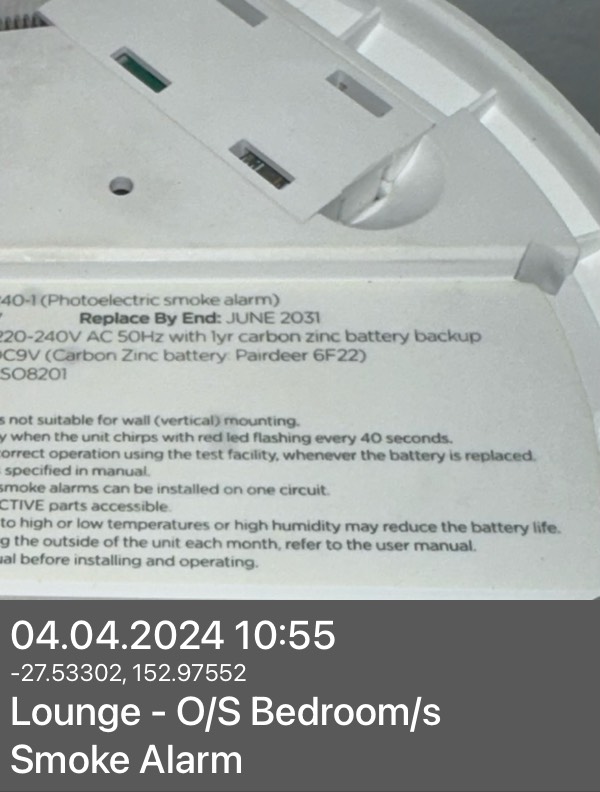 40-1 (Photoelectric smoke alarm)
Replace By End: JUNE 2031
220-240V AC 50Hz with 1yr carbon zinc battery backup
C9V (Carbon Zinc battery: Pairdeer 6F22)
SO8201
s not suitable for wall (vertical) mounting.
y when the unit chirps with red led flashing every 40 seconds.
orrect operation using the test facility, whenever the battery is replaced.
specified in manual.
smoke alarms can be installed on one circuit.
CTIVE parts accessible.
to high or low temperatures or high humidity may reduce the battery life.
g the outside of the unit each month, refer to the user manual.
al before installing and operating.
04.04.2024 10:55
-27.53302, 152.97552
Lounge - O/S Bedroom/s
Smoke Alarm